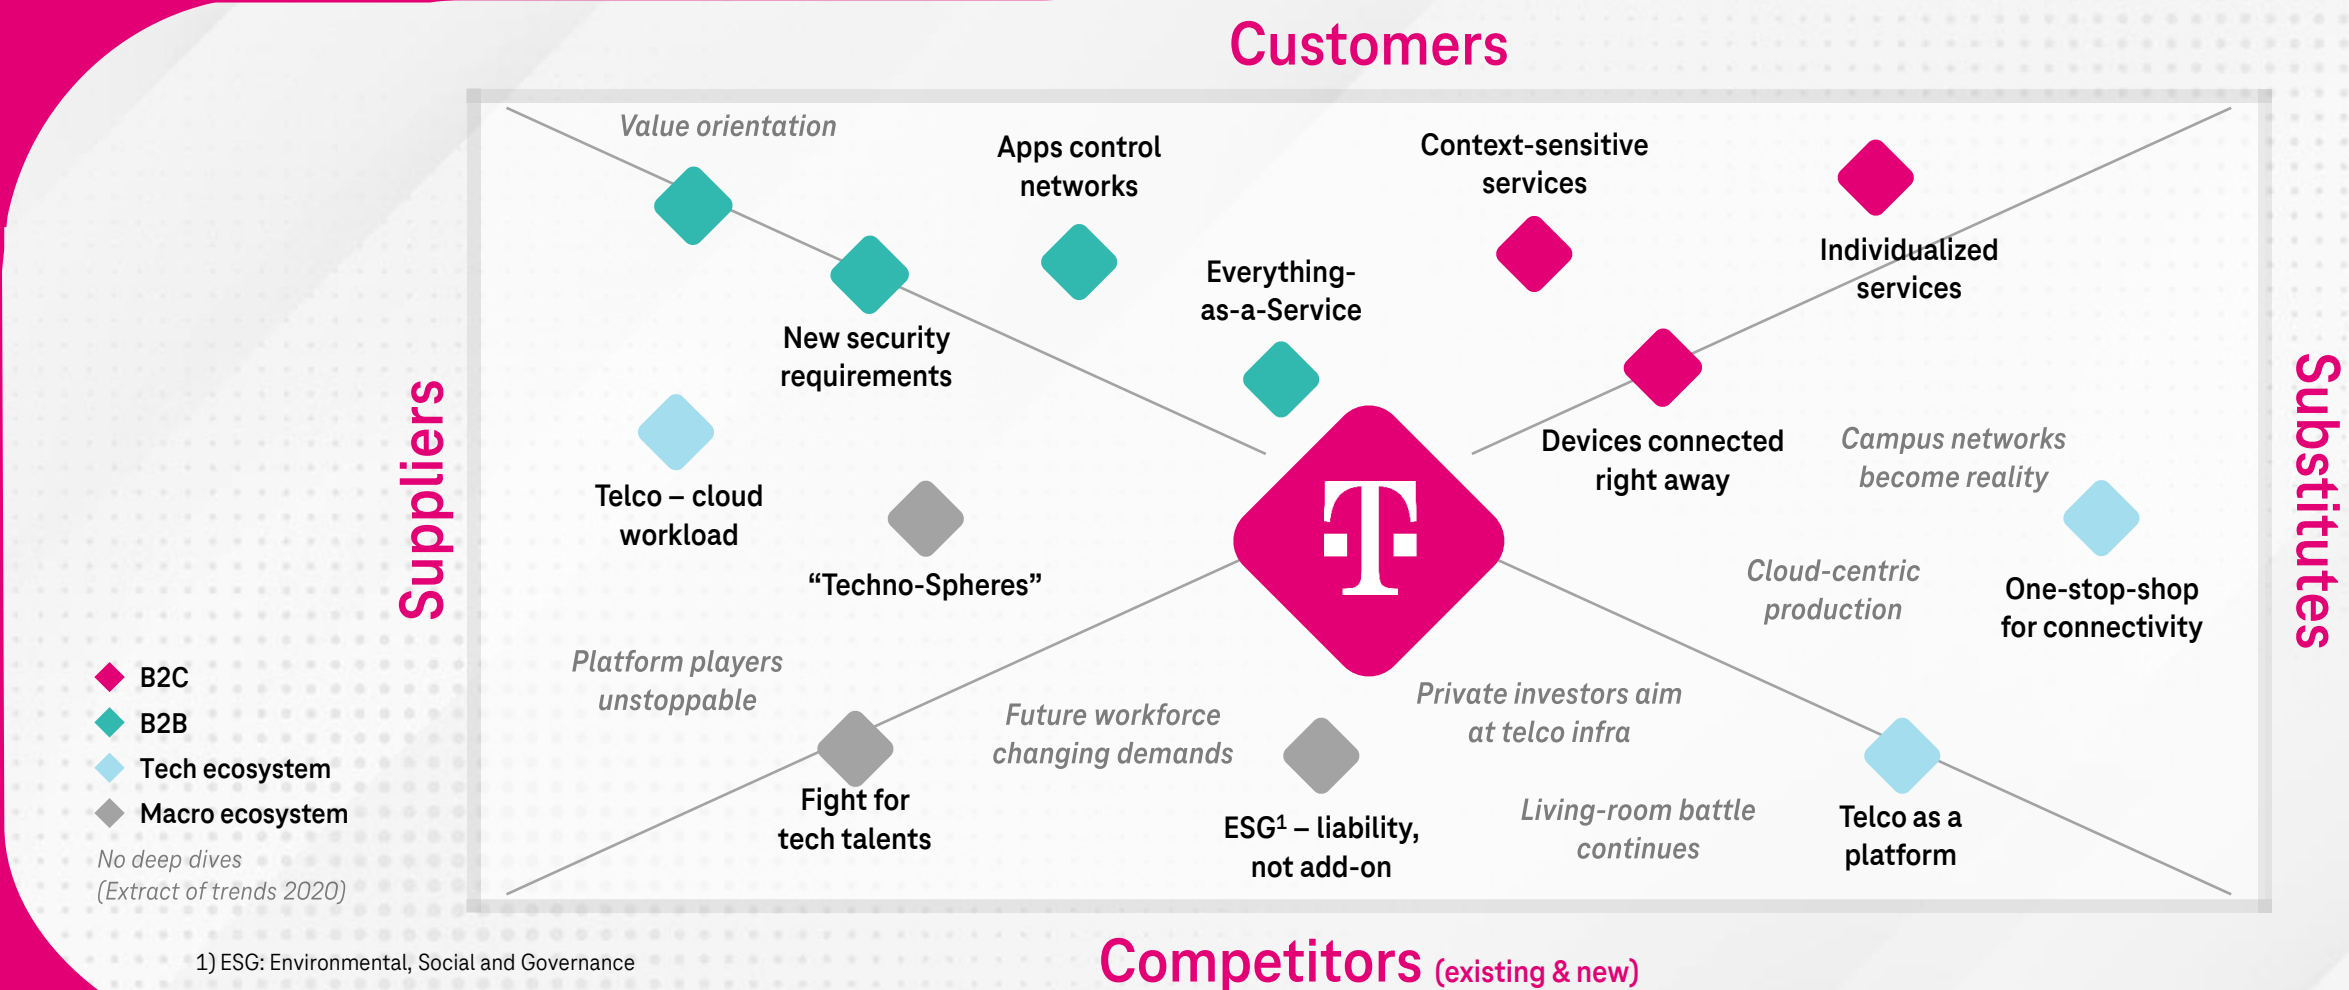 Customers
Value orientation
Apps control
networks
Context-sensitive
services
Individualized
services
Everything-
as-a-Service
New security
requirements
Devices connected
right away
Campus networks
become reality
Suppliers
Substitutes
Telco – cloud
workload
“Techno-Spheres”
T
Cloud-centric
production
One-stop-shop
for connectivity
Platform players
unstoppable
Future workforce
changing demands
Private investors aim
at telco infra
Fight for
tech talents
ESG¹ – liability,
not add-on
Living-room battle
continues
Telco as a
platform
B2C
B2B
Tech ecosystem
Macro ecosystem
No deep dives
(Extract of trends 2020)
1) ESG: Environmental, Social and Governance
Competitors (existing & new)